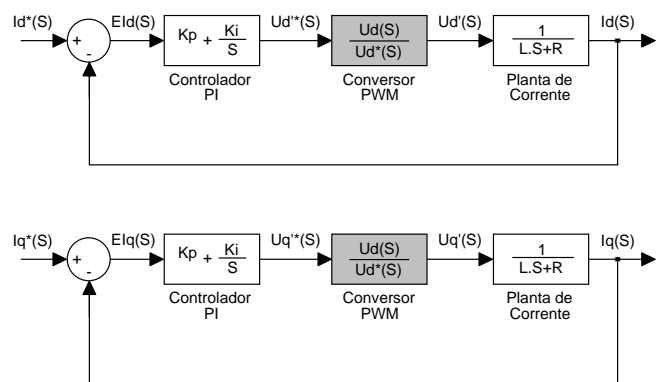 Id*(S) EId(S) Kp + Ki/S Ud'*(S) Ud(S)/Ud*(S) Ud'(S) 1/L.S+R Id(S)
+
-
Controlador PI
Conversor PWM
Planta de Corrente
Iq*(S) EIq(S) Kp + Ki/S Uq'*(S) Ud(S)/Ud*(S) Uq'(S) 1/L.S+R Iq(S)
+
-
Controlador PI
Conversor PWM
Planta de Corrente